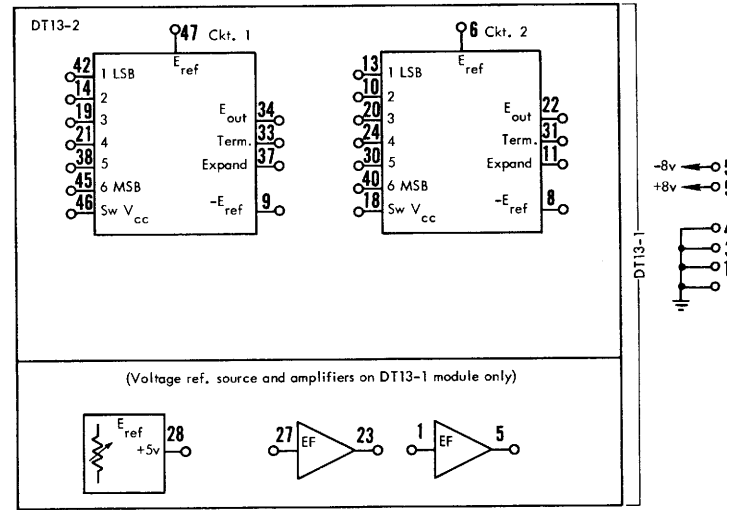 DT13-2
47 Ckt. 1
E ref
42 1 LSB
14 2
19 3
21 4
38 5
45 6 MSB
46 Sw Vcc
E out 34
Term. 33
Expand 37
-E ref 9
6 Ckt. 2
E ref
13 1 LSB
10 2
20 3
24 4
30 5
40 6 MSB
18 Sw Vcc
E out 22
Term. 31
Expand 11
-E ref 8
DT13-1
-8v
+8v
(Voltage ref. source and amplifiers on DT13-1 module only)
E ref
+5v 28
27 EF 23
1 EF 5